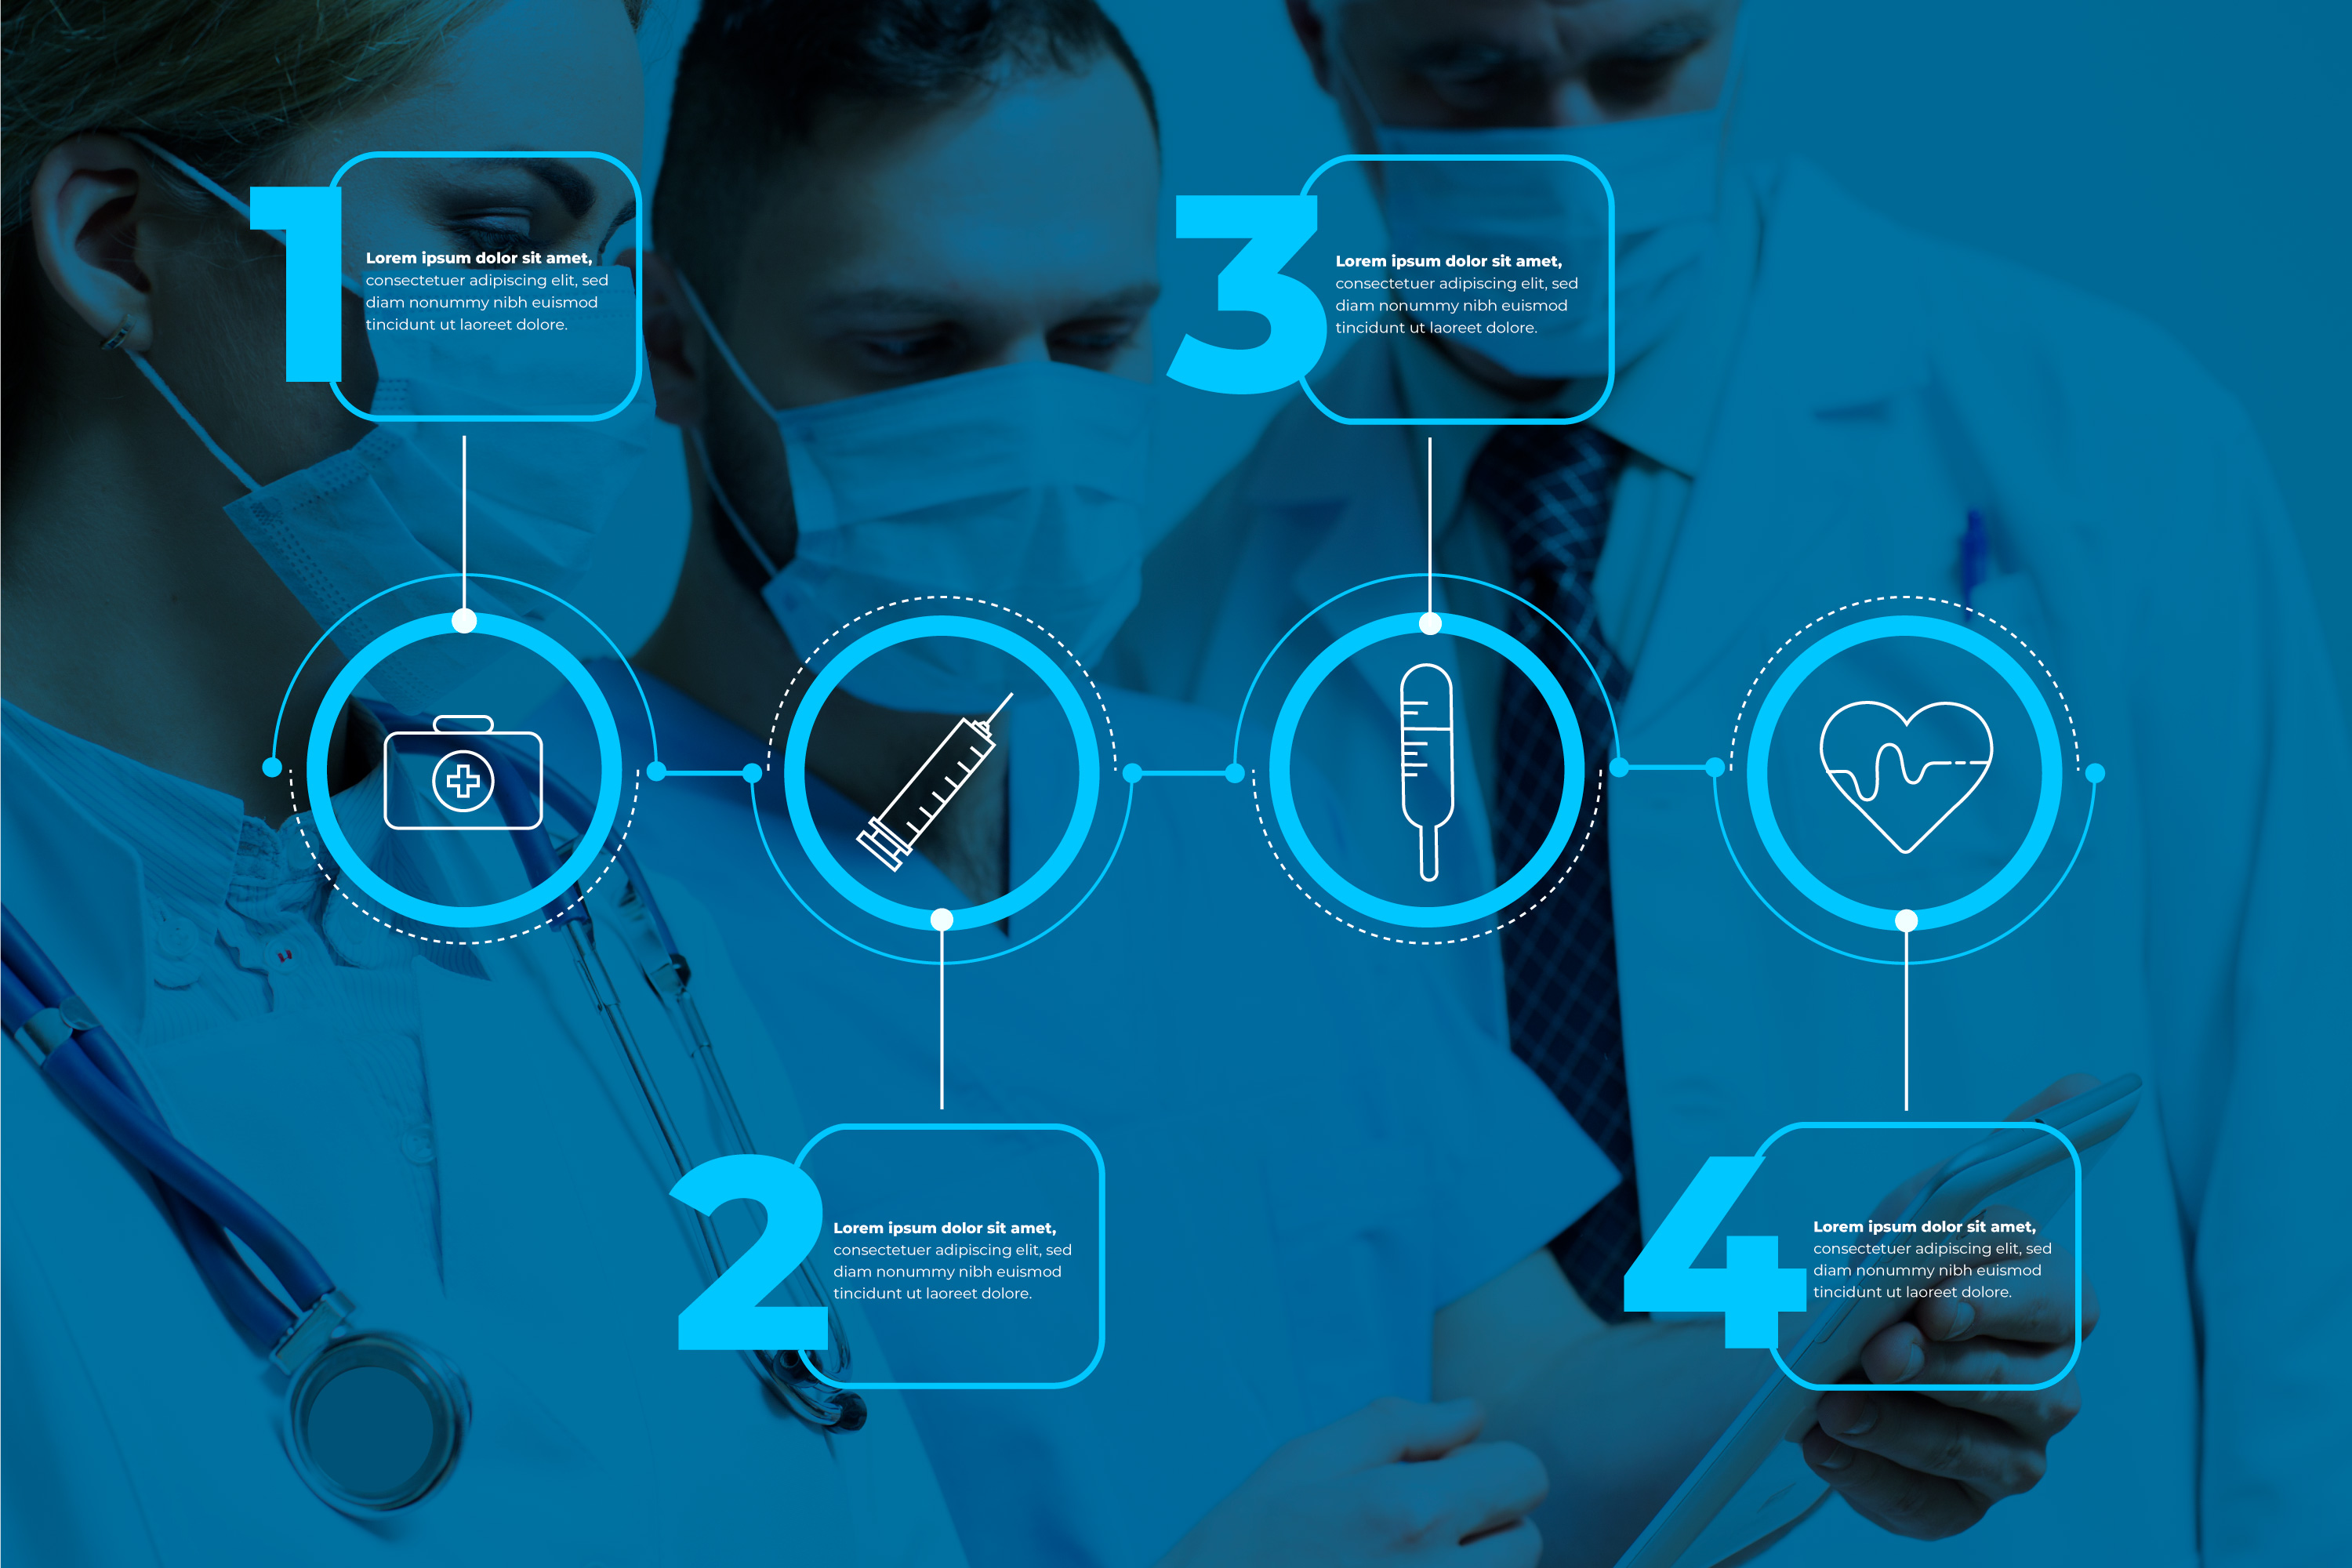 1
Lorem ipsum dolor sit amet,
consectetuer adipiscing elit, sed
diam nonummy nibh euismod
tincidunt ut laoreet dolore.
2
Lorem ipsum dolor sit amet,
consectetuer adipiscing elit, sed
diam nonummy nibh euismod
tincidunt ut laoreet dolore.
3
Lorem ipsum dolor sit amet,
consectetuer adipiscing elit, sed
diam nonummy nibh euismod
tincidunt ut laoreet dolore.
4
Lorem ipsum dolor sit amet,
consectetuer adipiscing elit, sed
diam nonummy nibh euismod
tincidunt ut laoreet dolore.